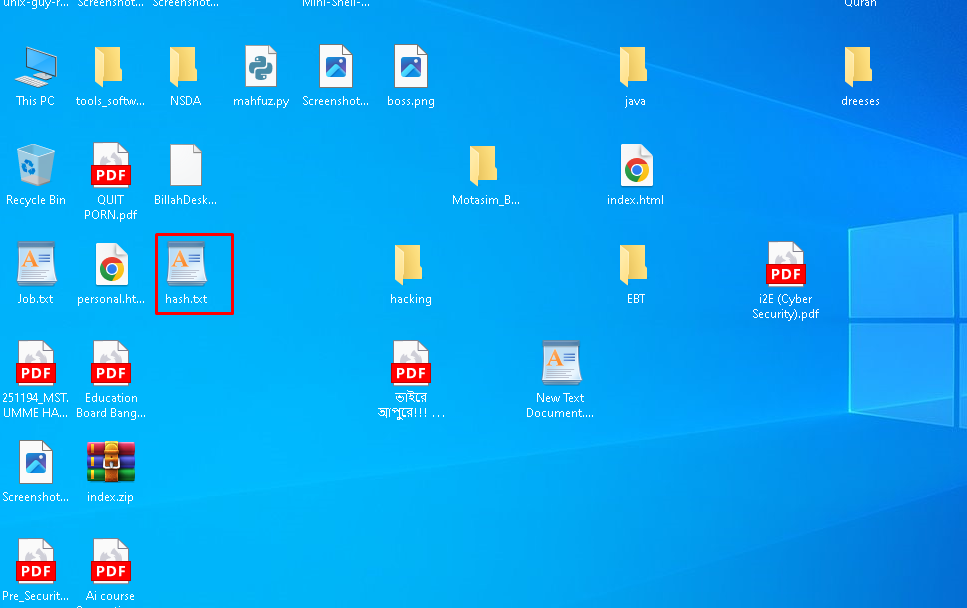 unix-guy-r... Screenshot... Screenshot... Mini-Shell-... Quran
This PC tools_softw... NSDA mahfuz.py Screenshot... boss.png java dreeses
Recycle Bin QUIT PORN.pdf BillahDesk... Motasim_B... index.html
Job.txt personal.ht... hash.txt hacking EBT i2E (Cyber Security).pdf
251194_MST. UMME HA... Education Board Bang... ভাইরে আপুরে!!! ... New Text Document....
Screenshot... index.zip
Pre_Securit... Ai course